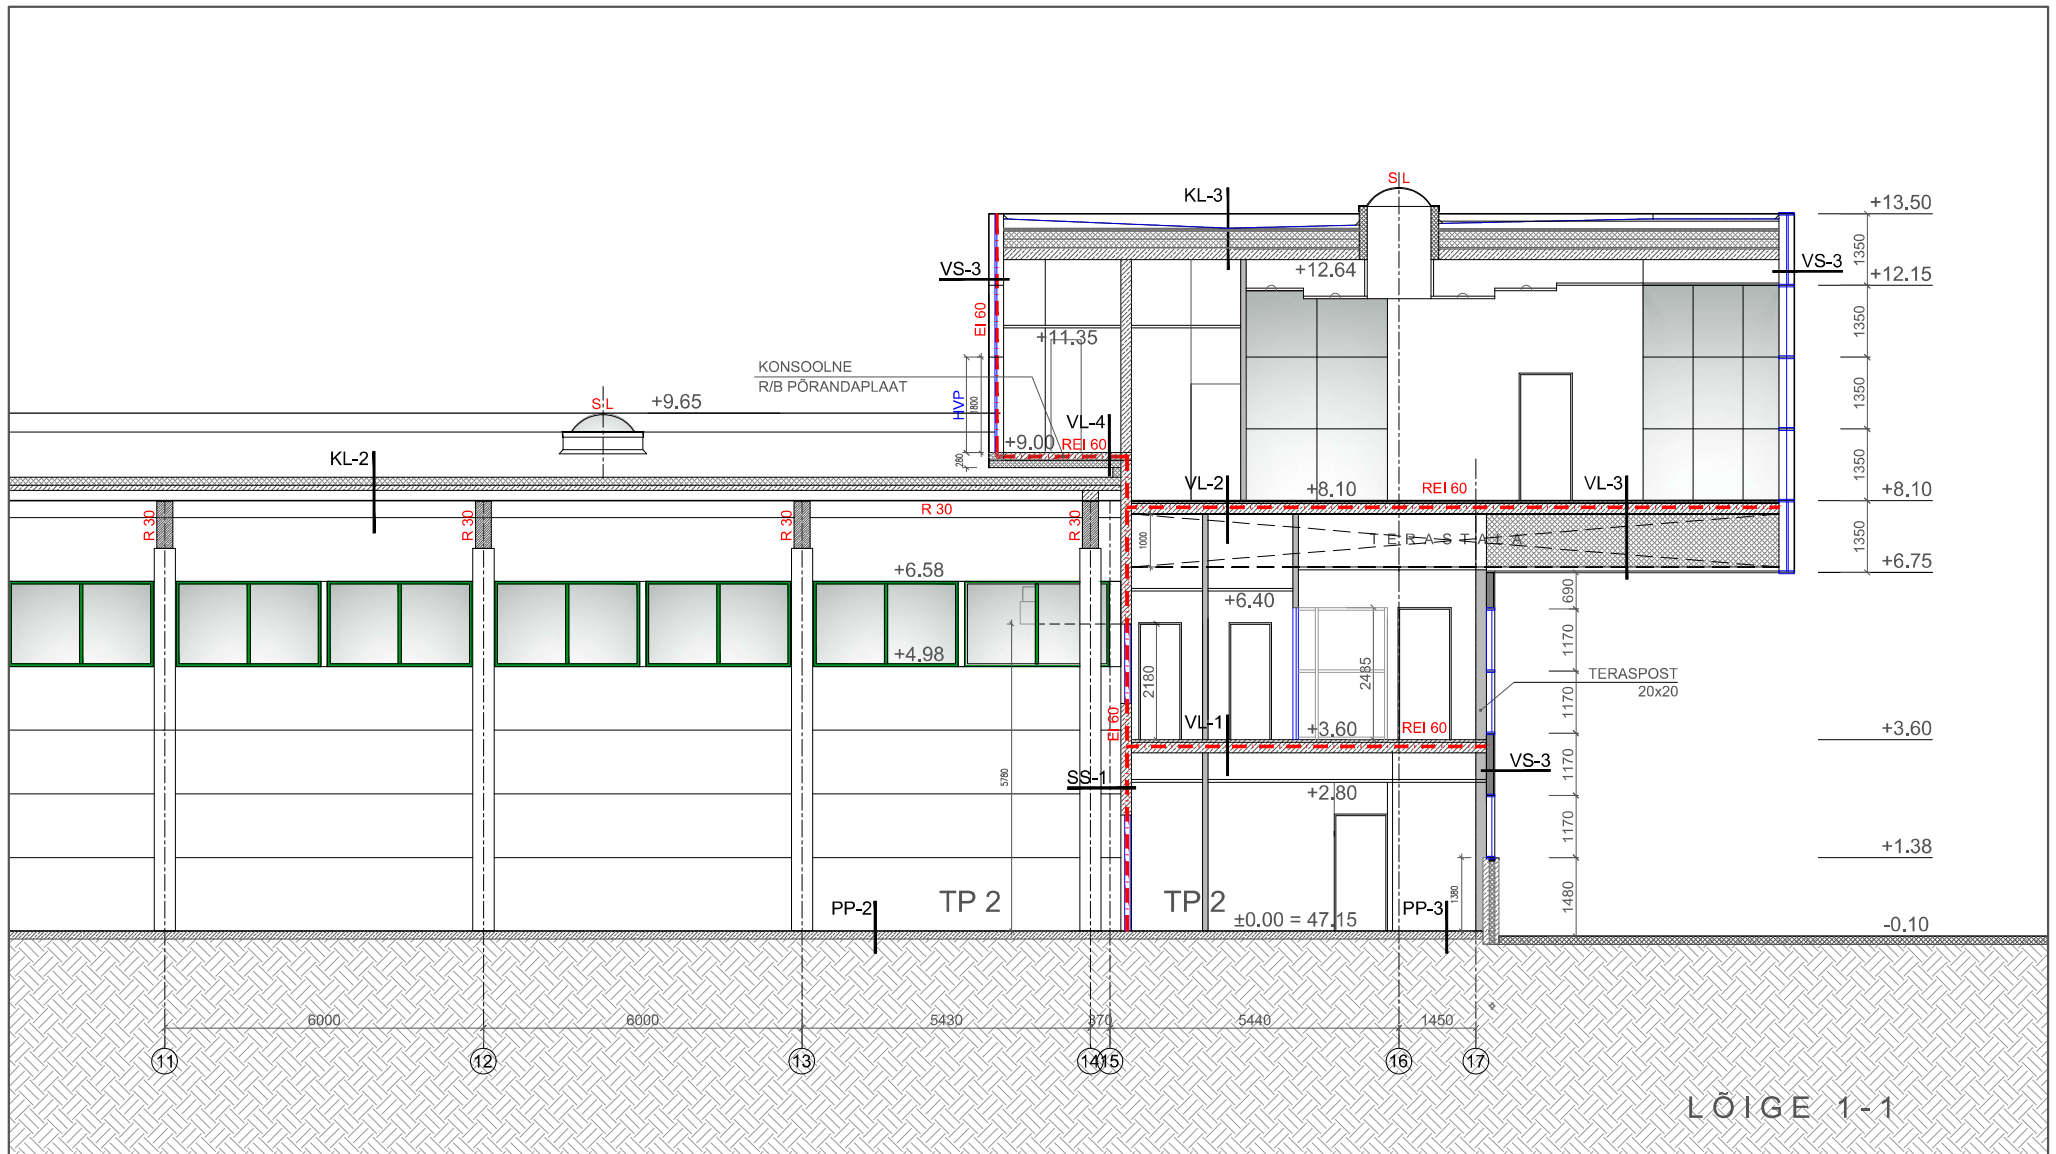 SL
KL-3
+13.50
1350
VS-3
+12.64
VS-3
+12.15
EI 60
1350
+11.35
KONSOOLNE
R/B PÕRANDAPLAAT
HVP
1800
1350
SL
+9.65
VL-4
+9.00
REI 60
280
KL-2
1350
VL-2
+8.10
REI 60
VL-3
+8.10
R 30
R 30
R 30
R 30
R 30
1000
TERASTALA
1350
+6.58
+6.75
+6.40
690
1170
+4.98
2180
2485
TERASPOST
20x20
1170
EI 60
VL-1
+3.60
REI 60
+3.60
5780
SS-1
VS-3
1170
+2.80
1170
+1.38
TP 2
TP 2
PP-2
PP-3
1380
1480
±0.00 = 47.15
-0.10
6000
6000
5430
370
5440
1450
11
12
13
14
15
16
17
LÕIGE 1-1